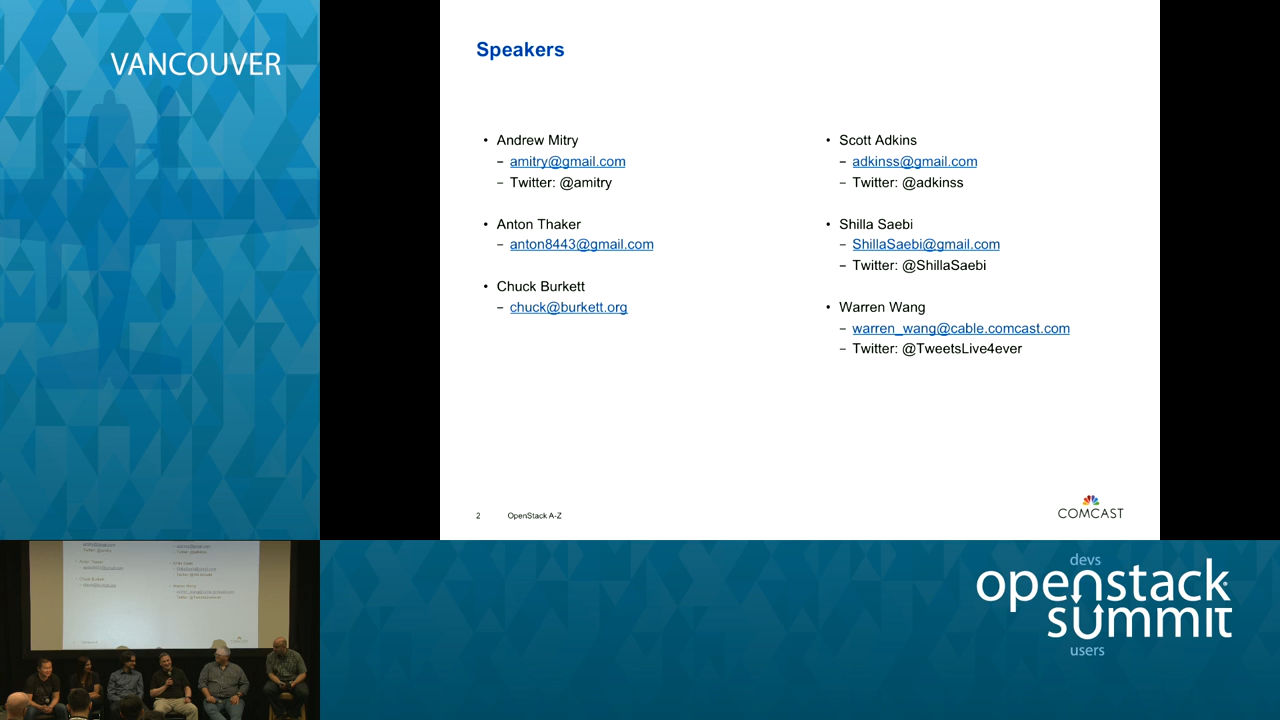 VANCOUVER
Speakers
• Andrew Mitry
– amitry@gmail.com
– Twitter: @amitry
• Anton Thaker
– anton8443@gmail.com
• Chuck Burkett
– chuck@burkett.org
• Scott Adkins
– adkinss@gmail.com
– Twitter: @adkinss
• Shilla Saebi
– ShillaSaebi@gmail.com
– Twitter: @ShillaSaebi
• Warren Wang
– warren_wang@cable.comcast.com
– Twitter: @TweetsLive4ever
2 OpenStack A-Z
COMCAST
devs
openstack
summit
users